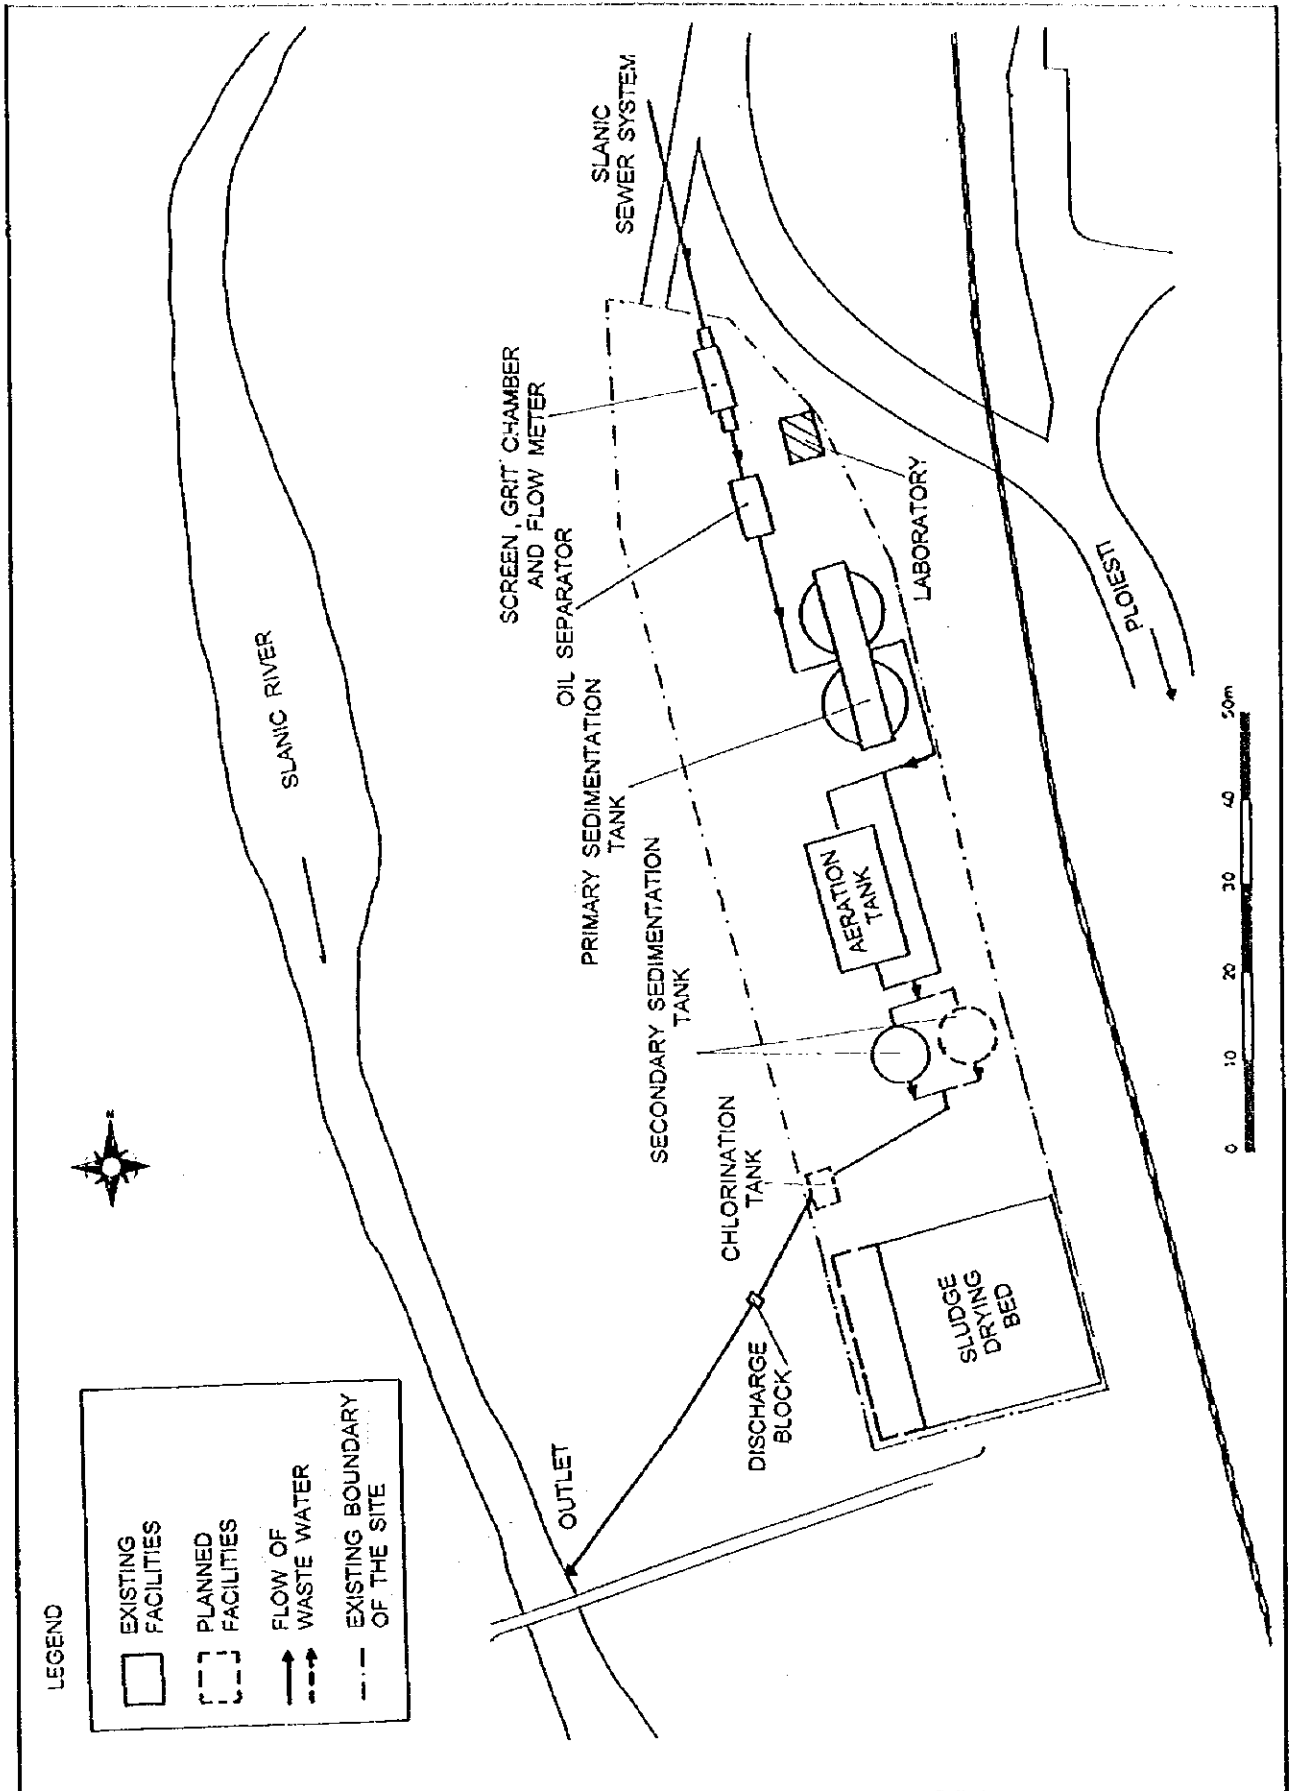 LEGEND
EXISTING
FACILITIES
PLANNED
FACILITIES
FLOW OF
WASTE WATER
EXISTING BOUNDARY
OF THE SITE
SLANIC RIVER
OUTLET
DISCHARGE
BLOCK
CHLORINATION
TANK
SECONDARY SEDIMENTATION
TANK
PRIMARY SEDIMENTATION
TANK
OIL SEPARATOR
SCREEN, GRIT CHAMBER
AND FLOW METER
SLANIC
SEWER SYSTEM
SLUDGE
DRYING
BED
AERATION
TANK
LABORATORY
PLOIESTI
0 10 20 30 40 50m